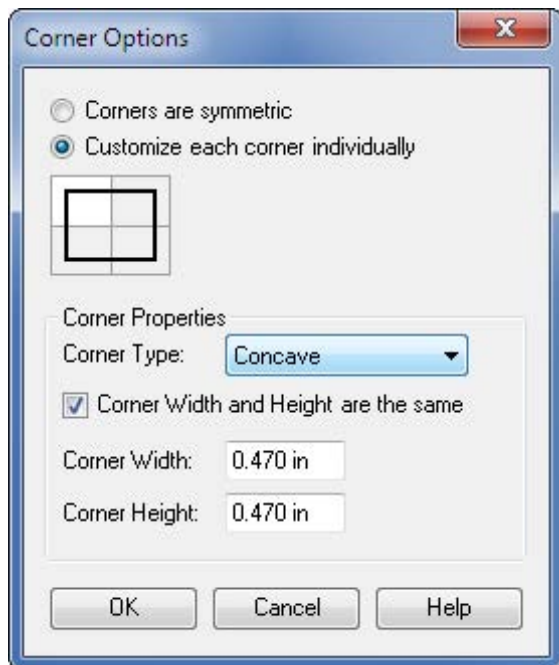 Corner Options
Corners are symmetric
Customize each corner individually
Corner Properties
Corner Type: Concave
Corner Width and Height are the same
Corner Width: 0.470 in
Corner Height: 0.470 in
OK Cancel Help